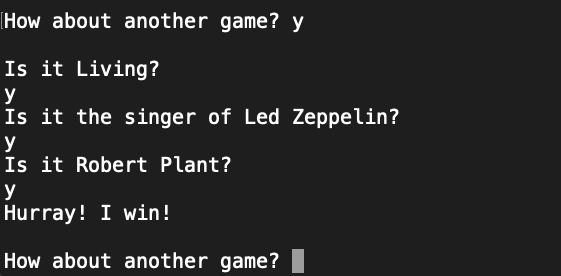 How about another game? y
Is it Living?
y
Is it the singer of Led Zeppelin?
y
Is it Robert Plant?
y
Hurray! I win!
How about another game?